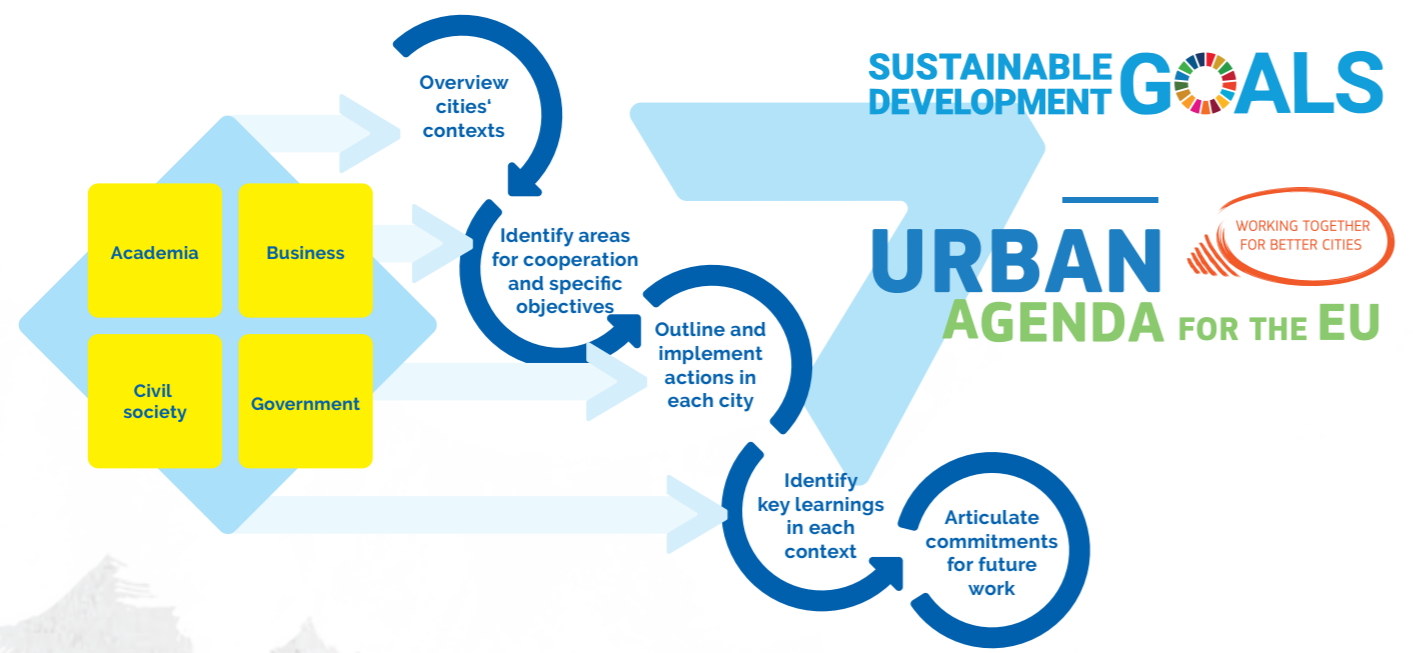 Overview
cities‘
contexts
Academia
Business
Civil
society
Government
Identify areas
for cooperation
and specific
objectives
Outline and
implement
actions in
each city
Identify
key learnings
in each
context
Articulate
commitments
for future
work
SUSTAINABLE
DEVELOPMENT
GOALS
URBAN
AGENDA FOR THE EU
WORKING TOGETHER
FOR BETTER CITIES